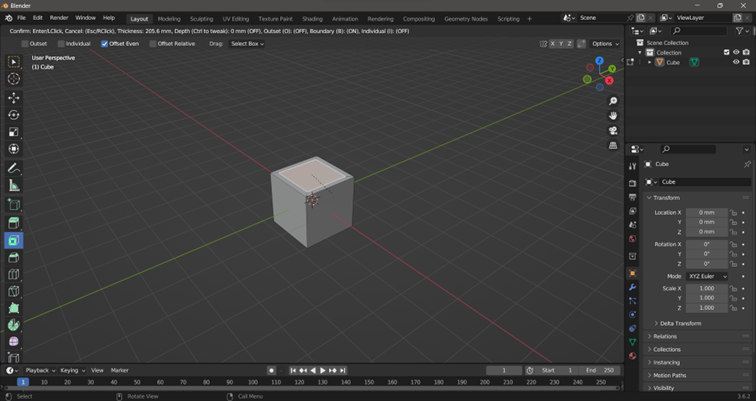 Blender
File Edit Render Window Help Layout Modeling Sculpting UV Editing Texture Paint Shading Animation Rendering Compositing Geometry Nodes Scripting + Scene ViewLayer
Confirm: Enter/LClick, Cancel: (Esc/RClick), Thickness: 205.6 mm, Depth (Ctrl to tweak): 0 mm (OFF), Outset (O): (OFF), Boundary (B): (ON), Individual (I): (OFF)
Outset Individual Offset Even Offset Relative Drag: Select Box X Y Z Options
User Perspective
(1) Cube
Z
Y
X
Scene Collection
Collection
Cube
Cube
Cube
Transform
Location X 0 mm
Y 0 mm
Z 0 mm
Rotation X 0°
Y 0°
Z 0°
Mode XYZ Euler
Scale X 1.000
Y 1.000
Z 1.000
Delta Transform
Relations
Collections
Instancing
Motion Paths
Visibility
Playback Keying View Marker 1 Start 1 End 250
1 10 20 30 40 50 60 70 80 90 100 110 120 130 140 150 160 170 180 190 200 210 220 230 240 250
Select Rotate View Call Menu 3.6.2